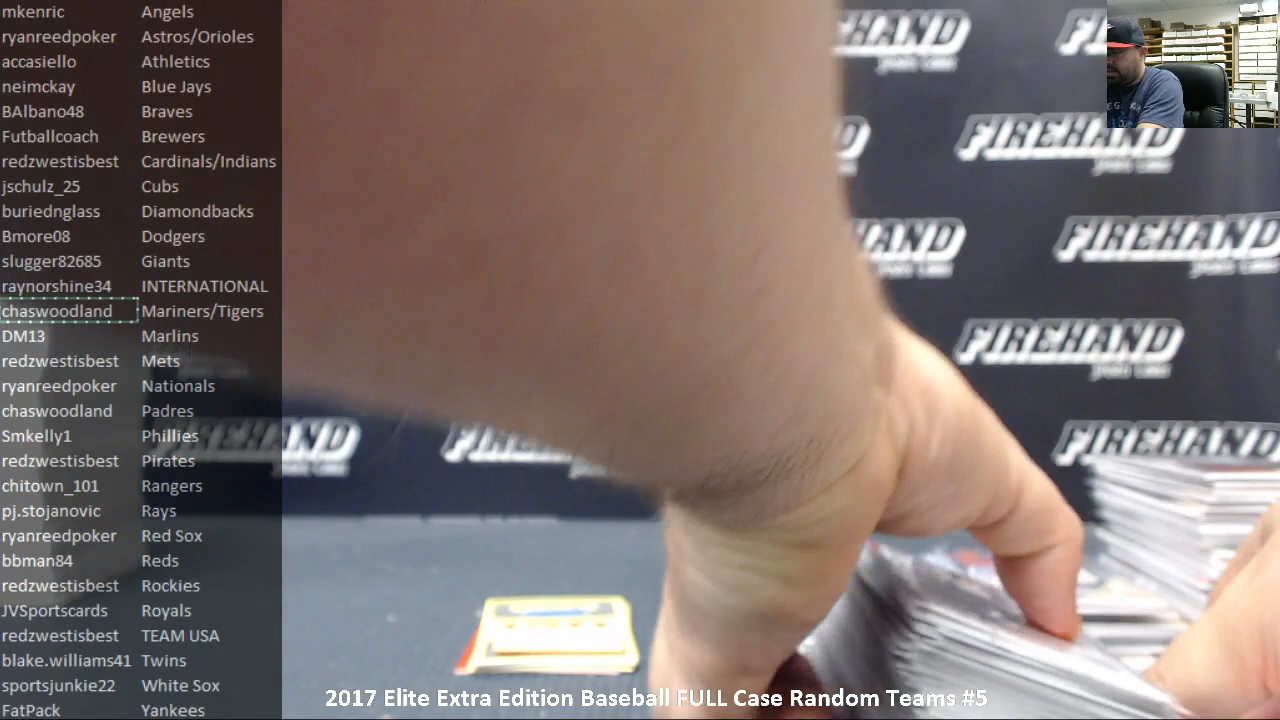 mkenric Angels
ryanreedpoker Astros/Orioles
accasiello Athletics
neimckay Blue Jays
BAlbano48 Braves
Futballcoach Brewers
redzwestisbest Cardinals/Indians
jschulz_25 Cubs
buriednglass Diamondbacks
Bmore08 Dodgers
slugger82685 Giants
raynorshine34 INTERNATIONAL
chaswoodland Mariners/Tigers
DM13 Marlins
redzwestisbest Mets
ryanreedpoker Nationals
chaswoodland Padres
Smkelly1 Phillies
redzwestisbest Pirates
chitown_101 Rangers
pj.stojanovic Rays
ryanreedpoker Red Sox
bbman84 Reds
redzwestisbest Rockies
JVSportscards Royals
redzwestisbest TEAM USA
blake.williams41 Twins
sportsjunkie22 White Sox
FatPack Yankees
FIREHAND
FIREHAND
FIREHAND
FIREHAND
FIREHAND
FIREHAND
2017 Elite Extra Edition Baseball FULL Case Random Teams #5